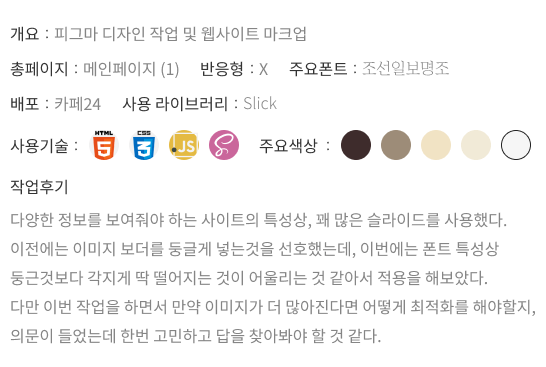 개요 : 피그마 디자인 작업 및 웹사이트 마크업
총페이지 : 메인페이지 (1) 반응형 : X 주요폰트 : 조선일보명조
배포 : 카페24 사용 라이브러리 : Slick
사용기술 : HTML 5 CSS 3 .JS 주요색상 :
작업후기
다양한 정보를 보여줘야 하는 사이트의 특성상, 꽤 많은 슬라이드를 사용했다.
이전에는 이미지 보더를 둥글게 넣는것을 선호했는데, 이번에는 폰트 특성상
둥근것보다 각지게 딱 떨어지는 것이 어울리는 것 같아서 적용을 해보았다.
다만 이번 작업을 하면서 만약 이미지가 더 많아진다면 어떻게 최적화를 해야할지,
의문이 들었는데 한번 고민하고 답을 찾아봐야 할 것 같다.